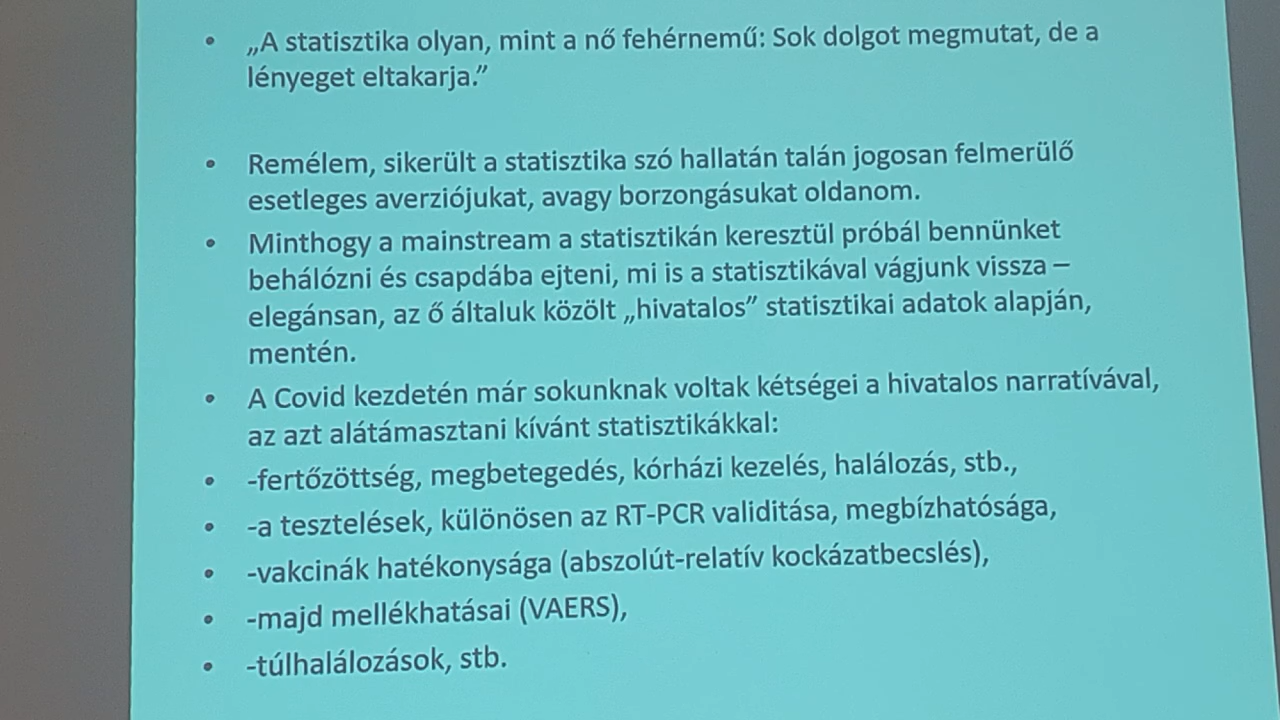 • „A statisztika olyan, mint a nő fehérnemű: Sok dolgot megmutat, de a
lényeget eltakarja.”
• Remélem, sikerült a statisztika szó hallatán talán jogosan felmerülő
esetleges averziójukat, avagy borzongásukat oldanom.
• Minthogy a mainstream a statisztikán keresztül próbál bennünket
behálózni és csapdába ejteni, mi is a statisztikával vágjunk vissza –
elegánsan, az ő általuk közölt „hivatalos” statisztikai adatok alapján,
mentén.
• A Covid kezdetén már sokunknak voltak kétségei a hivatalos narratívával,
az azt alátámasztani kívánt statisztikákkal:
• -fertőzöttség, megbetegedés, kórházi kezelés, halálozás, stb.,
• -a tesztelések, különösen az RT-PCR validitása, megbízhatósága,
• -vakcinák hatékonysága (abszolút-relatív kockázatbecslés),
• -majd mellékhatásai (VAERS),
• -túlhalálozások, stb.